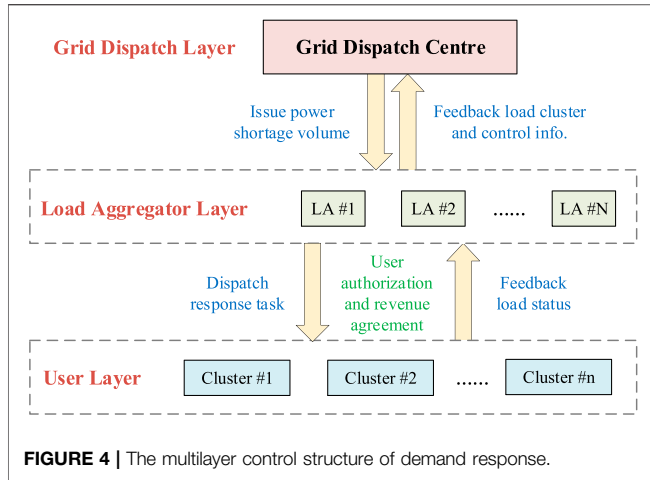 Grid Dispatch Layer
Grid Dispatch Centre
Issue power
shortage volume
Feedback load cluster
and control info.
Load Aggregator Layer
LA #1
LA #2
......
LA #N
Dispatch
response task
User
authorization
and revenue
agreement
Feedback
load status
User Layer
Cluster #1
Cluster #2
......
Cluster #n
FIGURE 4 | The multilayer control structure of demand response.